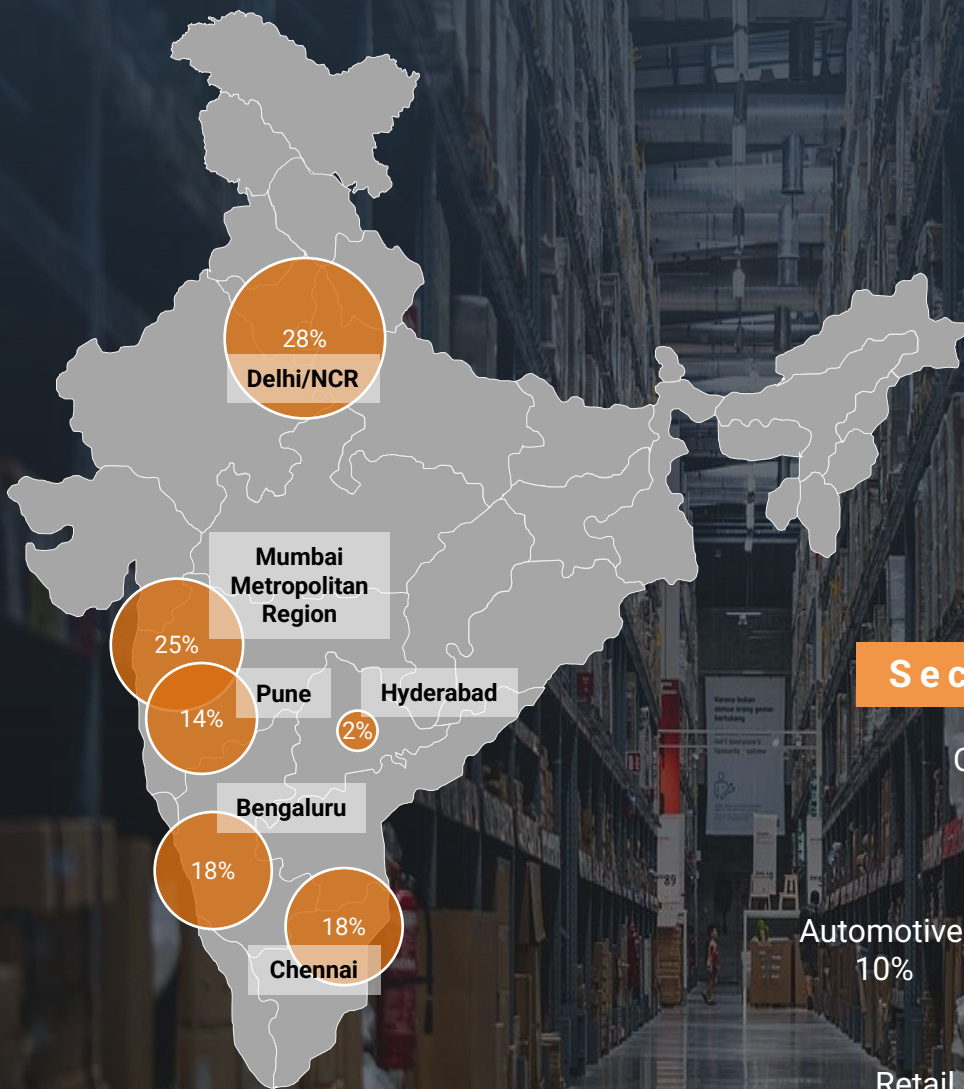 28%
Delhi/NCR
Mumbai
Metropolitan
Region
25%
Pune
14%
Hyderabad
2%
Bengaluru
18%
18%
Chennai
Sec
Automotive
10%
Retail
89